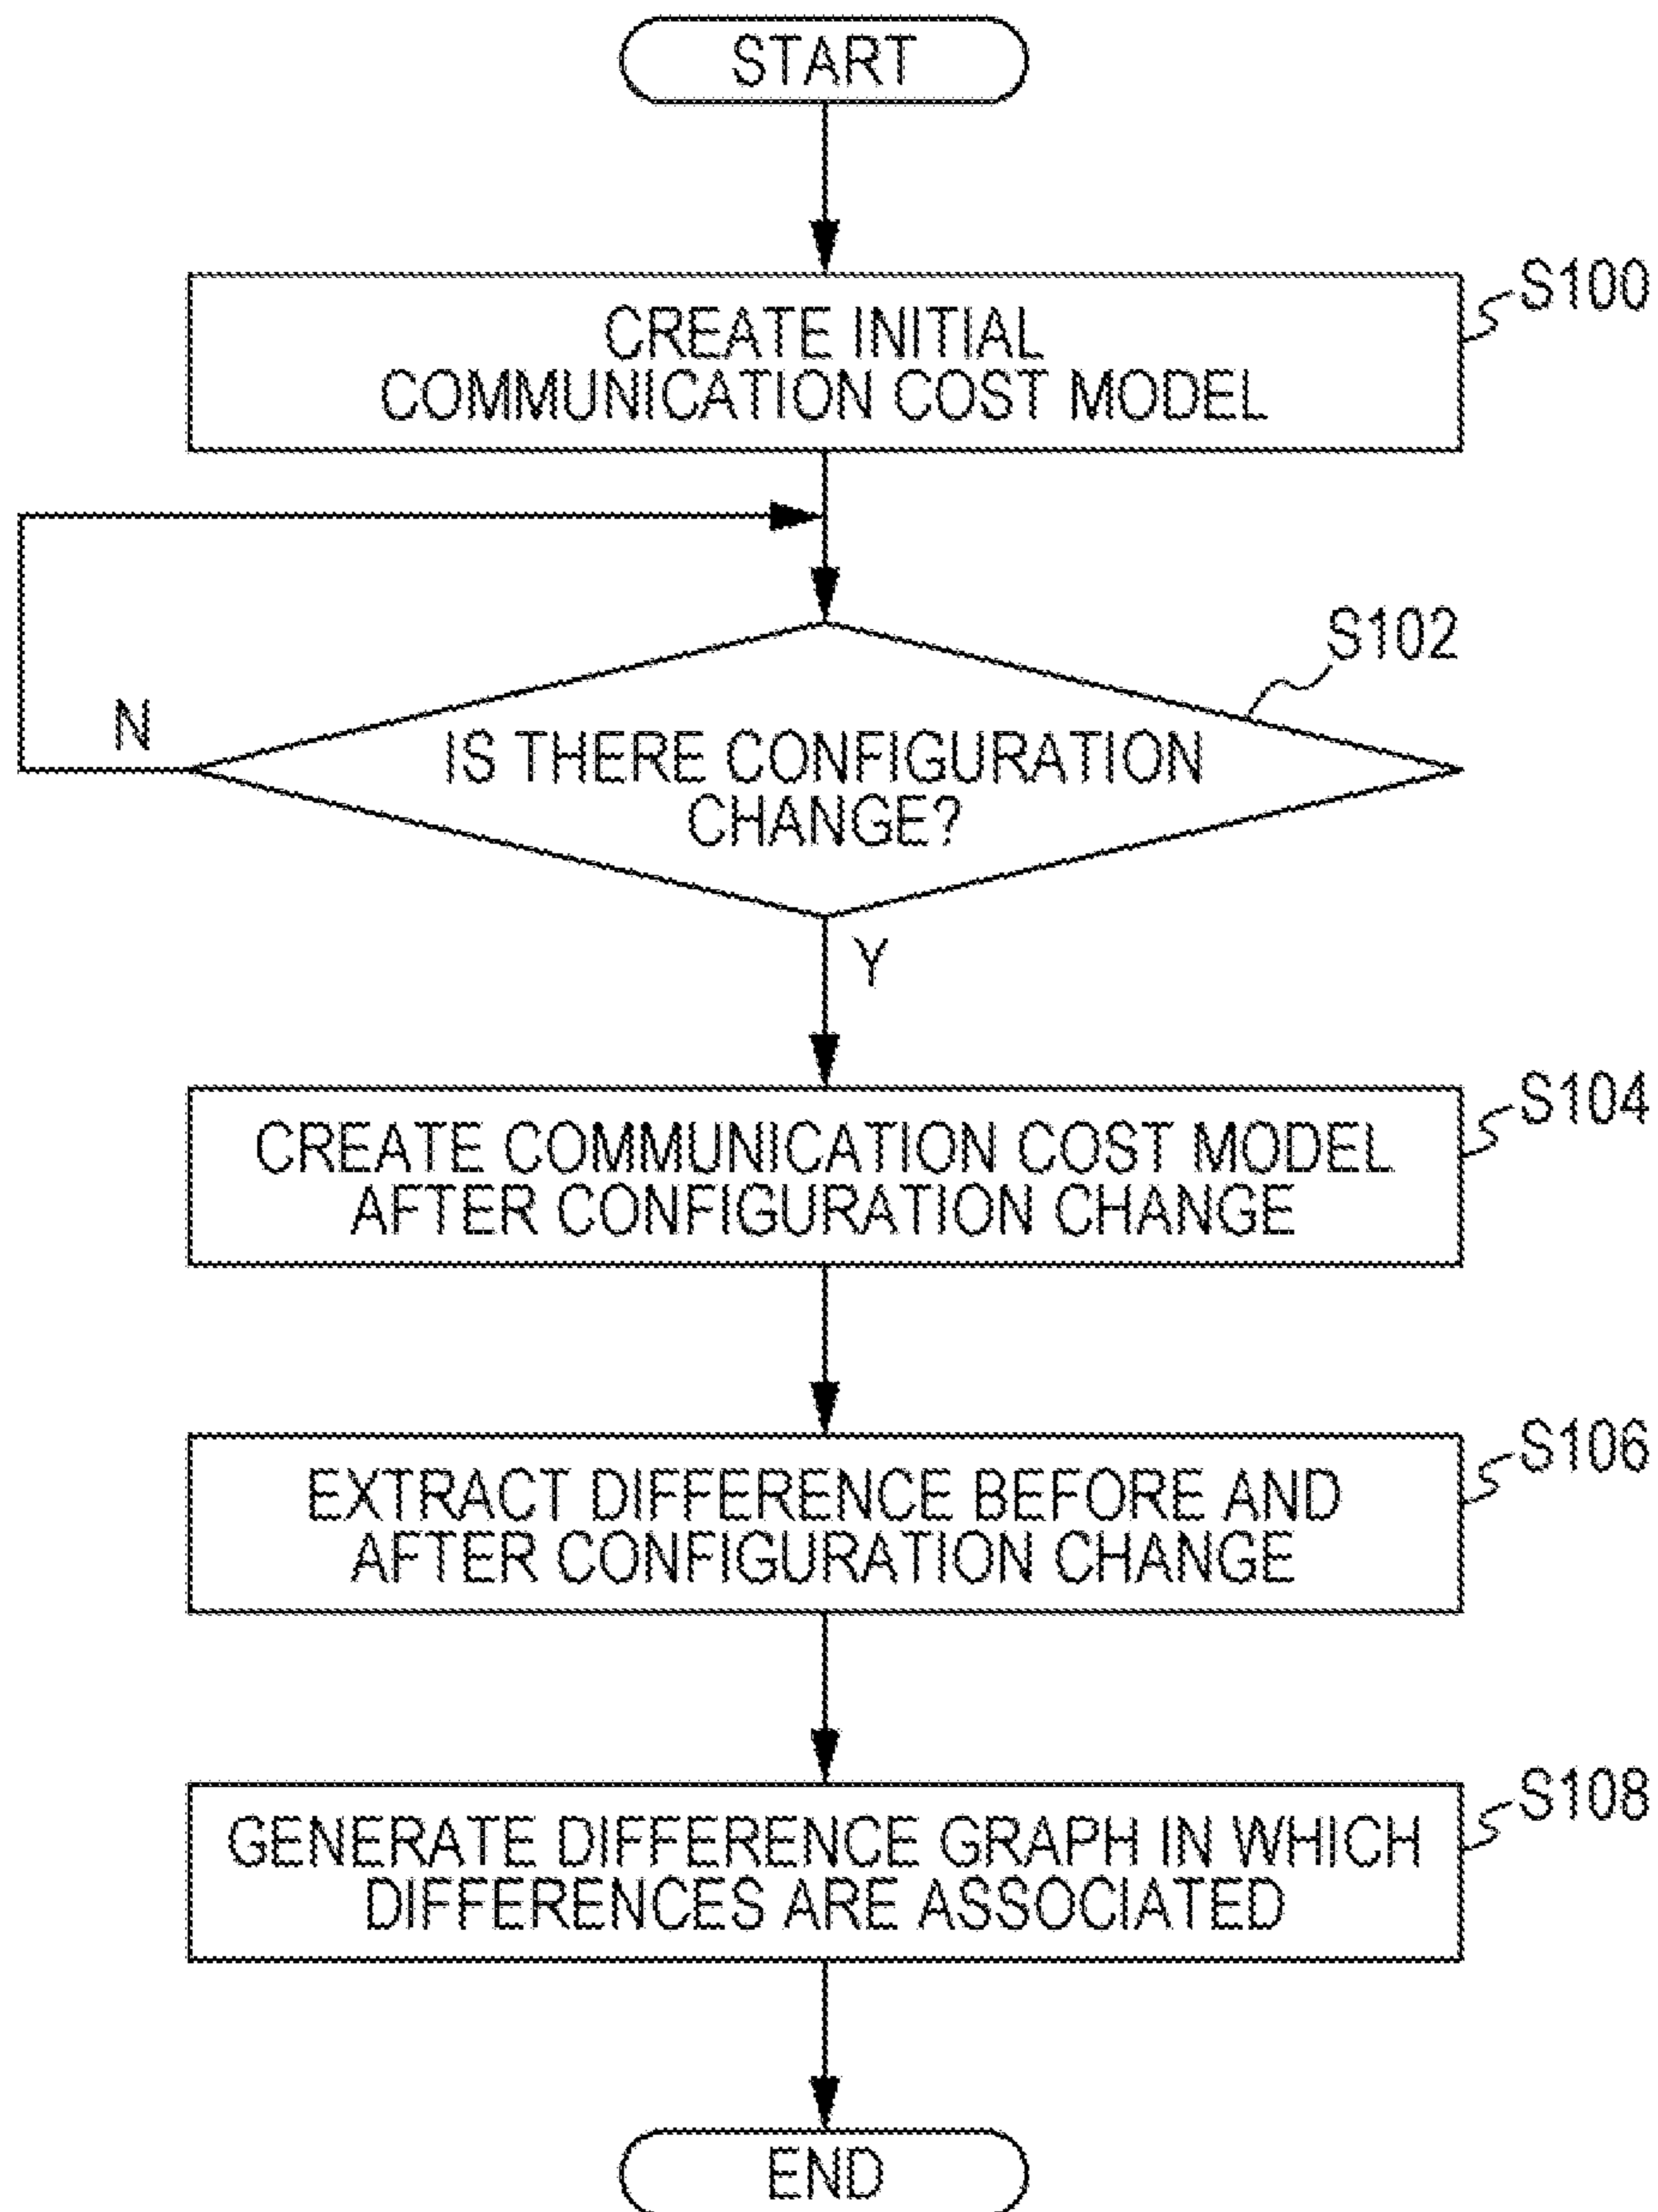 START
S100
CREATE INITIAL
COMMUNICATION COST MODEL
S102
N
IS THERE CONFIGURATION
CHANGE?
Y
S104
CREATE COMMUNICATION COST MODEL
AFTER CONFIGURATION CHANGE
S106
EXTRACT DIFFERENCE BEFORE AND
AFTER CONFIGURATION CHANGE
S108
GENERATE DIFFERENCE GRAPH IN WHICH
DIFFERENCES ARE ASSOCIATED
END